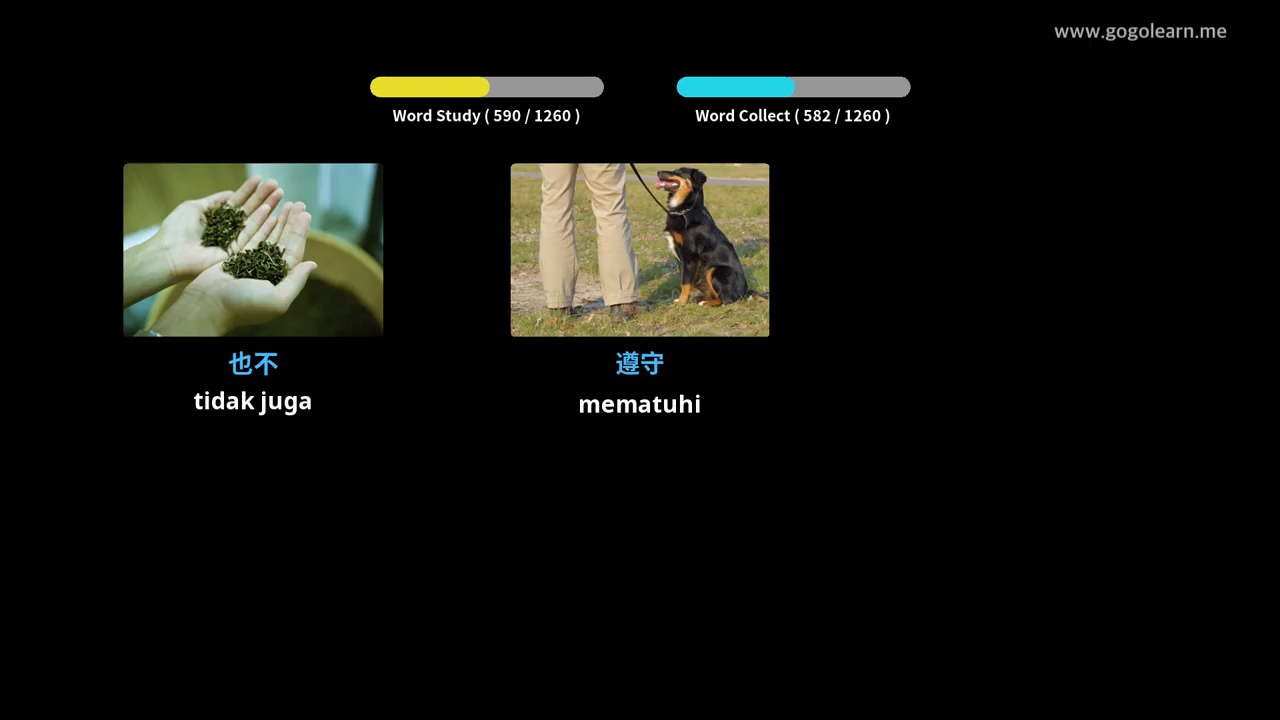 www.gogolearn.me
Word Study ( 590 / 1260 )
Word Collect ( 582 / 1260 )
也不
tidak juga
遵守
mematuhi